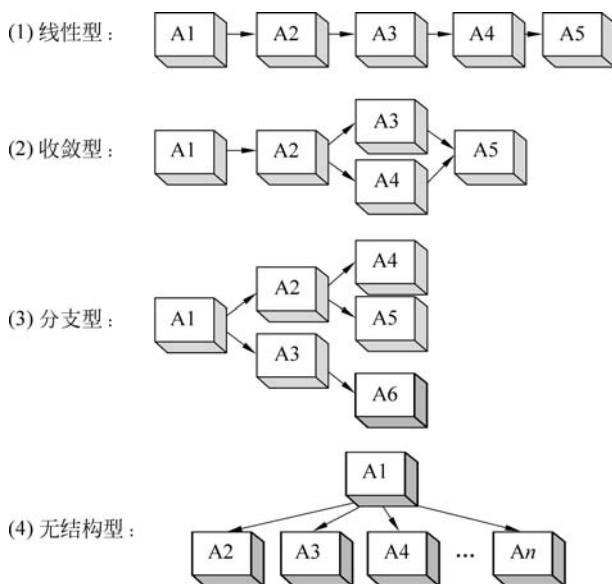 (1) 线性型： A1 A2 A3 A4 A5
A3
(2) 收敛型： A1 A2 A5
A4
A4
A2
(3) 分支型： A1 A5
A3
A6
A1
(4) 无结构型： A2 A3 A4 … An